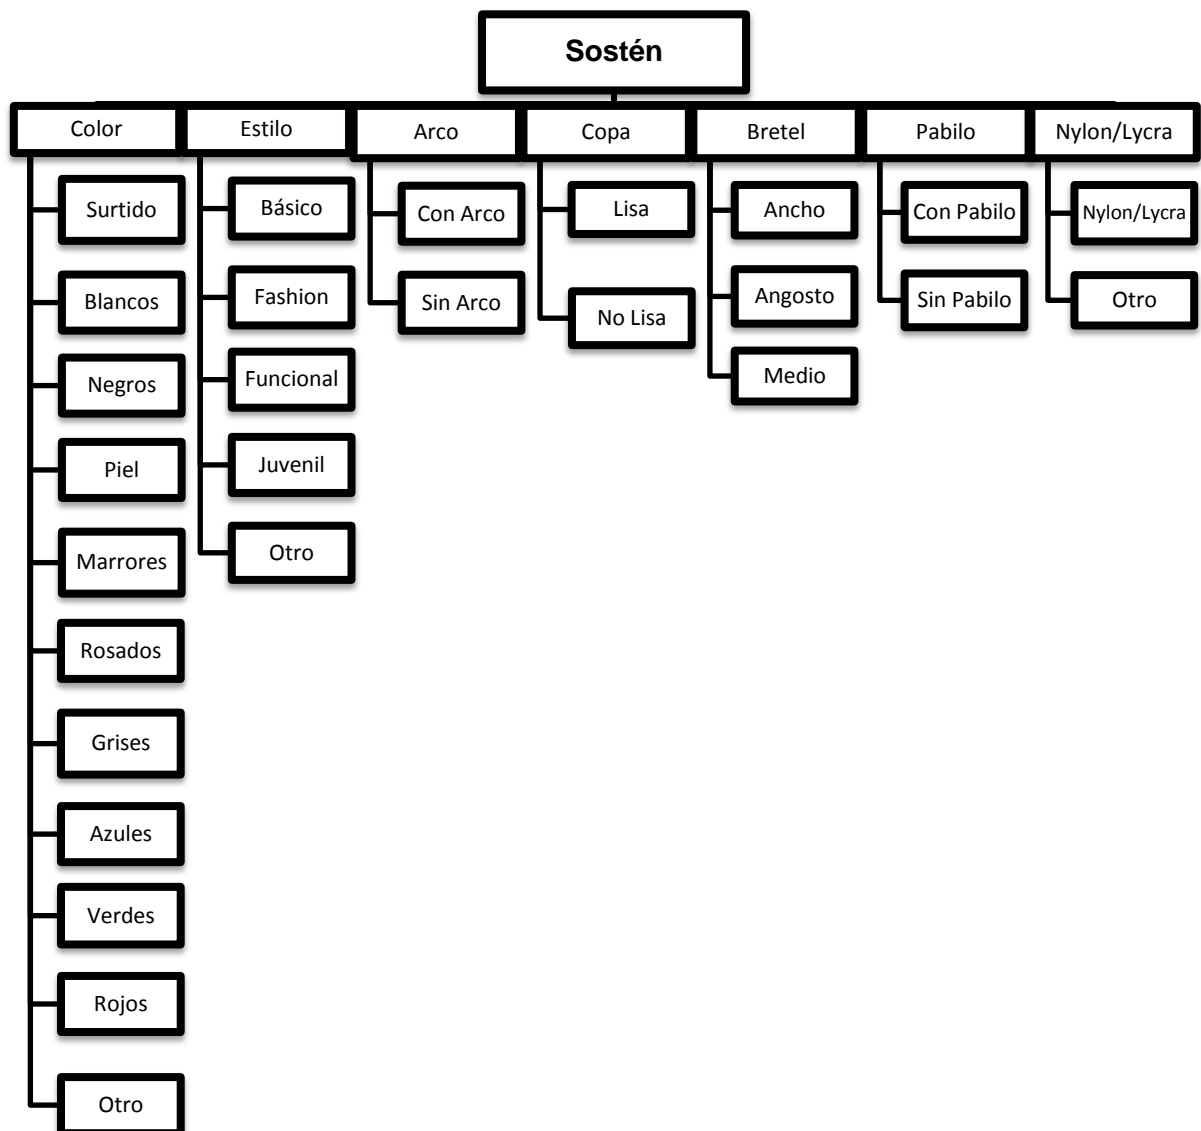 Sostén
Color
Estilo
Arco
Copa
Bretel
Pabilo
Nylon/Lycra
Surtido
Blancos
Negros
Piel
Marrores
Rosados
Grises
Azules
Verdes
Rojos
Otro
Básico
Fashion
Funcional
Juvenil
Otro
Con Arco
Sin Arco
Lisa
No Lisa
Ancho
Angosto
Medio
Con Pabilo
Sin Pabilo
Nylon/Lycra
Otro